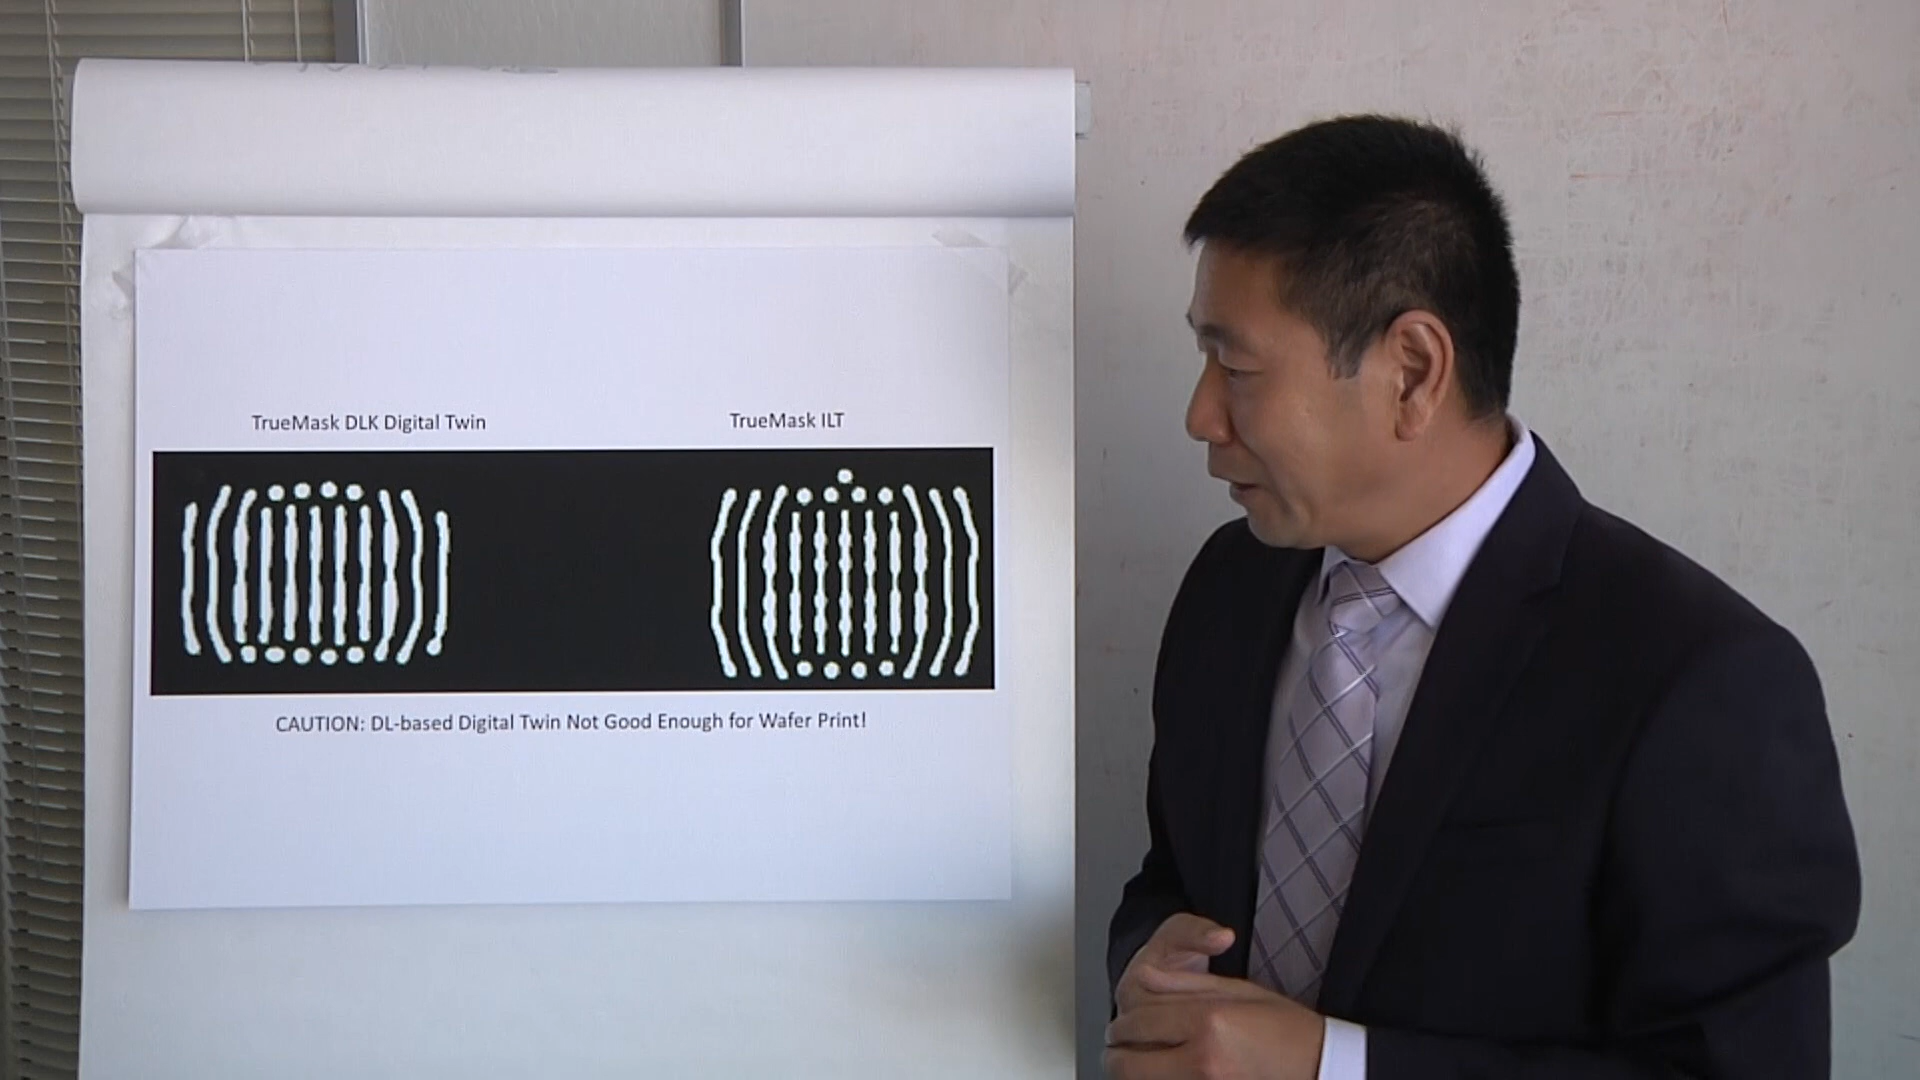 TrueMask DLK Digital Twin
TrueMask ILT
CAUTION: DL-based Digital Twin Not Good Enough for Wafer Print!